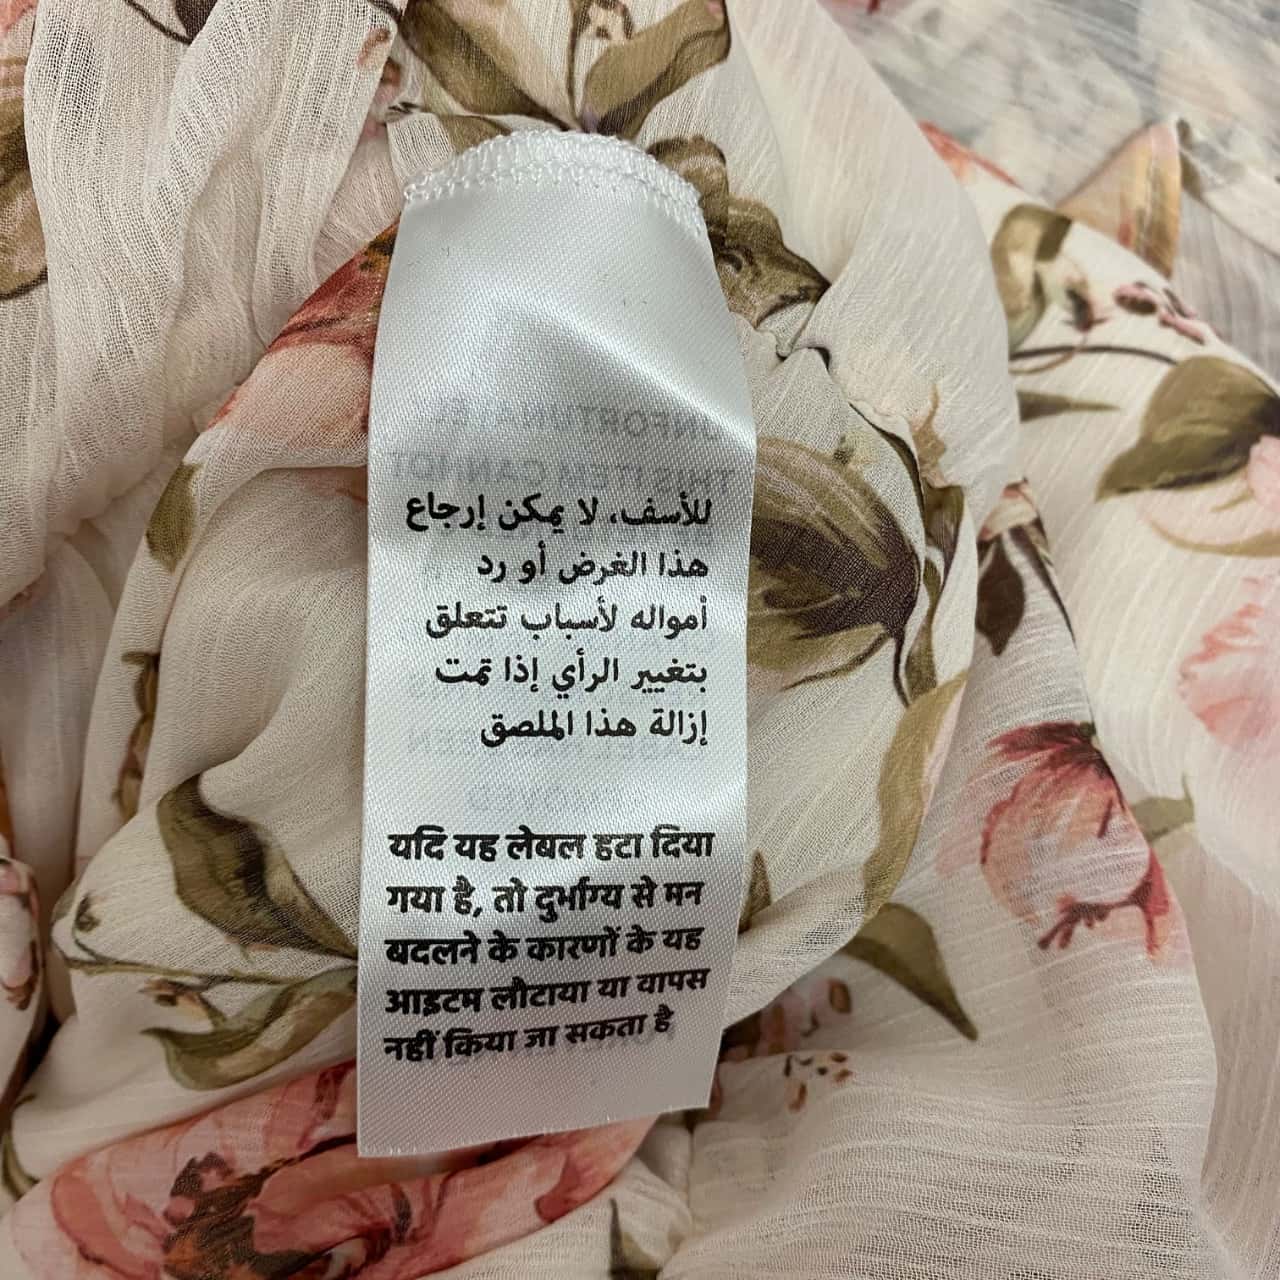 للأسف، لا يمكن إرجاع
هذا الغرض أو رد
أمواله لأسباب تتعلق
بتغيير الرأي إذا تمت
إزالة هذا الملصق
यदि यह लेबल हटा दिया
गया है, तो दुर्भाग्य से मन
बदलने के कारणों के यह
आइटम लौटाया या वापस
नहीं किया जा सकता है